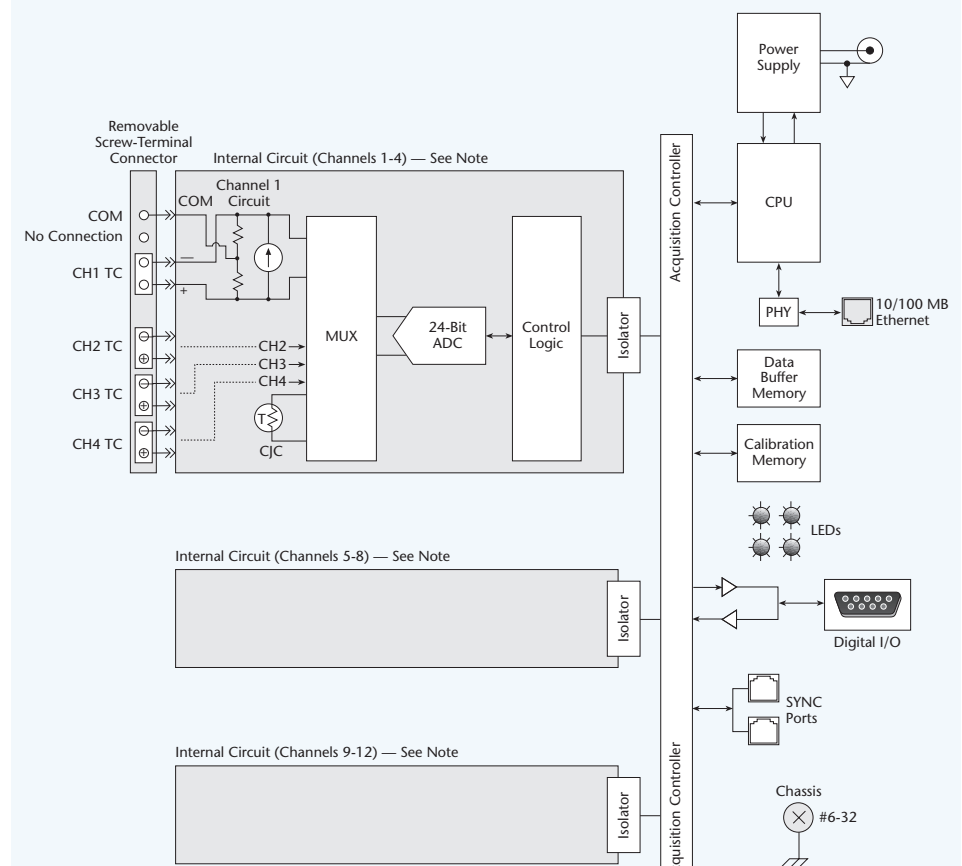 Power
Supply
Removable
Screw-Terminal
Connector
Internal Circuit (Channels 1-4) — See Note
Channel 1
Circuit
COM
COM
No Connection
CH1 TC
—
+
CH2 TC
CH3 TC
CH4 TC
CH2
CH3
CH4
T
CJC
MUX
24-Bit
ADC
Control
Logic
Isolator
Acquisition Controller
CPU
PHY
10/100 MB
Ethernet
Data
Buffer
Memory
Calibration
Memory
LEDs
Internal Circuit (Channels 5-8) — See Note
Isolator
Digital I/O
SYNC
Ports
Internal Circuit (Channels 9-12) — See Note
Isolator
quisition Controller
Chassis
#6-32